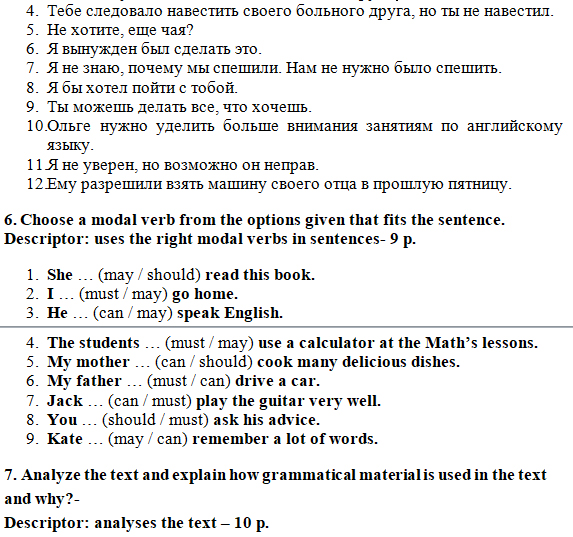 4. Тебе следовало навестить своего больного друга, но ты не навестил.
5. Не хотите, еще чая?
6. Я вынужден был сделать это.
7. Я не знаю, почему мы спешили. Нам не нужно было спешить.
8. Я бы хотел пойти с тобой.
9. Ты можешь делать все, что хочешь.
10.Ольге нужно уделить больше внимания занятиям по английскому
языку.
11.Я не уверен, но возможно он неправ.
12.Ему разрешили взять машину своего отца в прошлую пятницу.
6. Choose a modal verb from the options given that fits the sentence.
Descriptor: uses the right modal verbs in sentences- 9 p.
1. She … (may / should) read this book.
2. I … (must / may) go home.
3. He … (can / may) speak English.
4. The students … (must / may) use a calculator at the Math’s lessons.
5. My mother … (can / should) cook many delicious dishes.
6. My father … (must / can) drive a car.
7. Jack … (can / must) play the guitar very well.
8. You … (should / must) ask his advice.
9. Kate … (may / can) remember a lot of words.
7. Analyze the text and explain how grammatical material is used in the text
and why?-
Descriptor: analyses the text – 10 p.